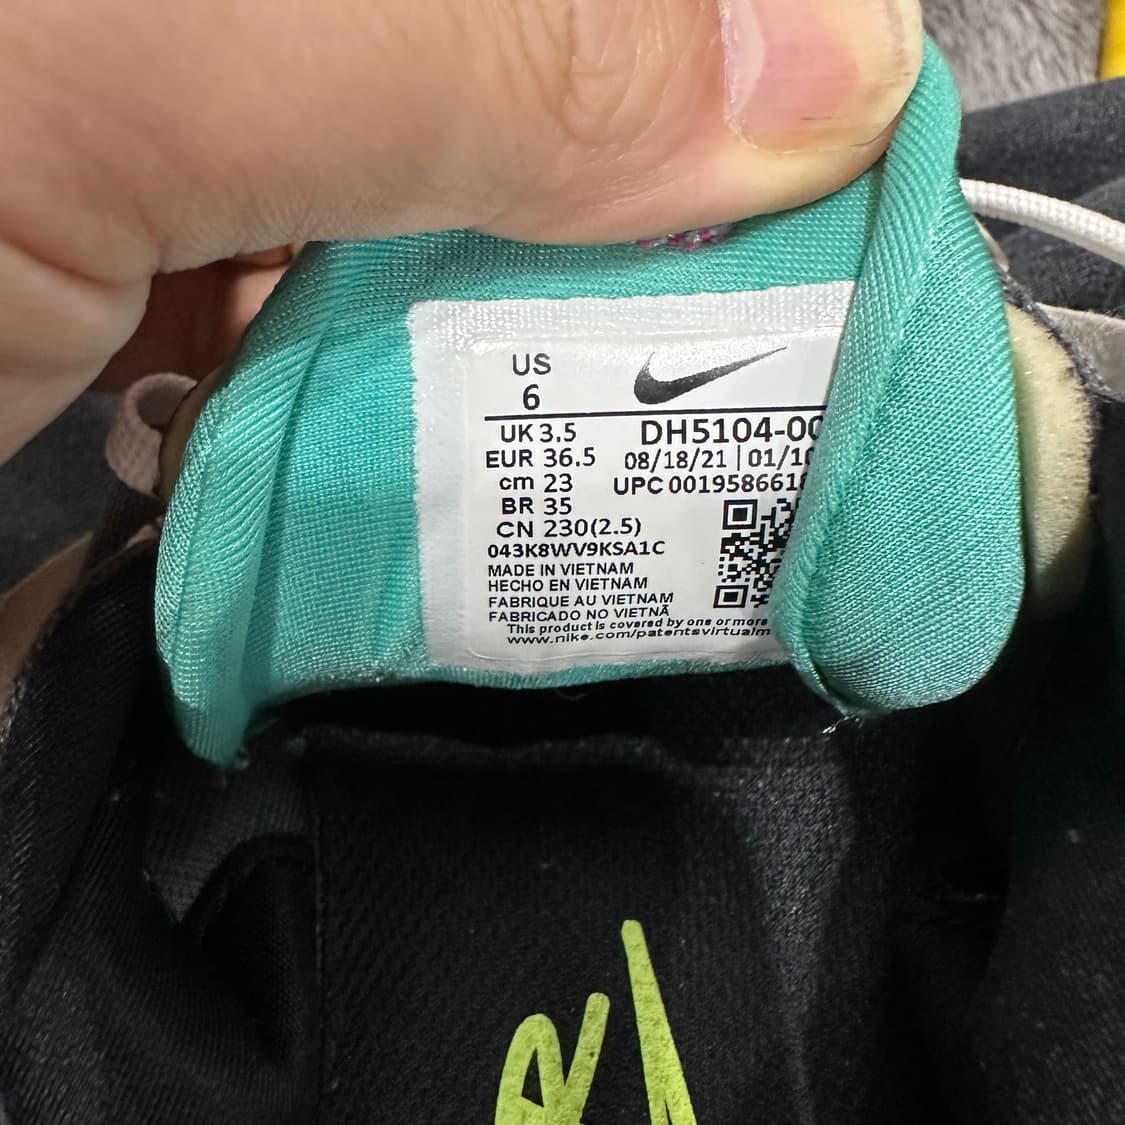 US
6
UK 3.5
EUR 36.5
cm 23
BR 35
CN 230(2.5)
043K8WV9KSA1C
DH5104-00
08/18/21 | 01/10
UPC 0019586618
MADE IN VIETNAM
HECHO EN VIETNAM
FABRIQUE AU VIETNAM
FABRICADO NO VIETNÃ
This product is covered by one or more
www.nike.com/patentsvirtualm